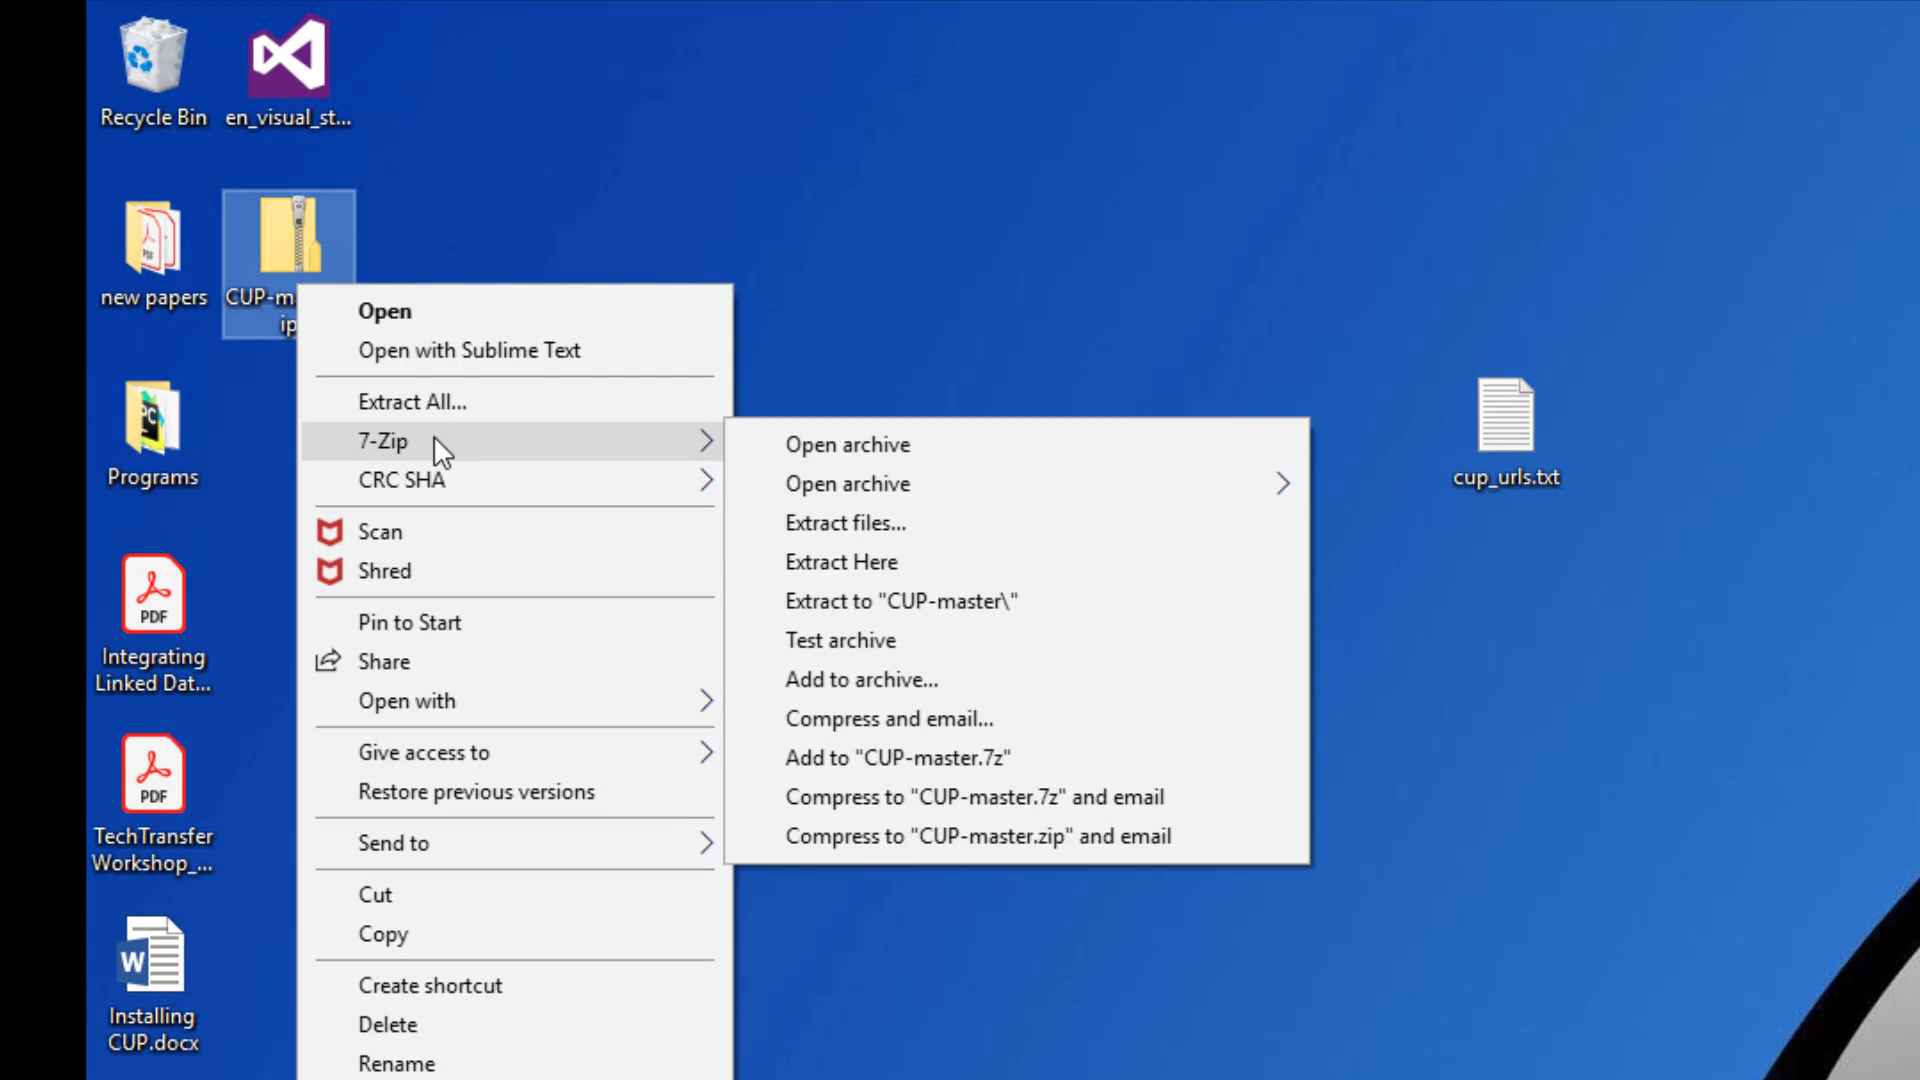 Recycle Bin
en_visual_st...
new papers
CUP-m
ip
Programs
PDF
Integrating
Linked Dat...
PDF
TechTransfer
Workshop_...
W
Installing
CUP.docx
Open
Open with Sublime Text
Extract All...
7-Zip
CRC SHA
Scan
Shred
Pin to Start
Share
Open with
Give access to
Restore previous versions
Send to
Cut
Copy
Create shortcut
Delete
Rename
Open archive
Open archive
Extract files...
Extract Here
Extract to "CUP-master\"
Test archive
Add to archive...
Compress and email...
Add to "CUP-master.7z"
Compress to "CUP-master.7z" and email
Compress to "CUP-master.zip" and email
cup_urls.txt